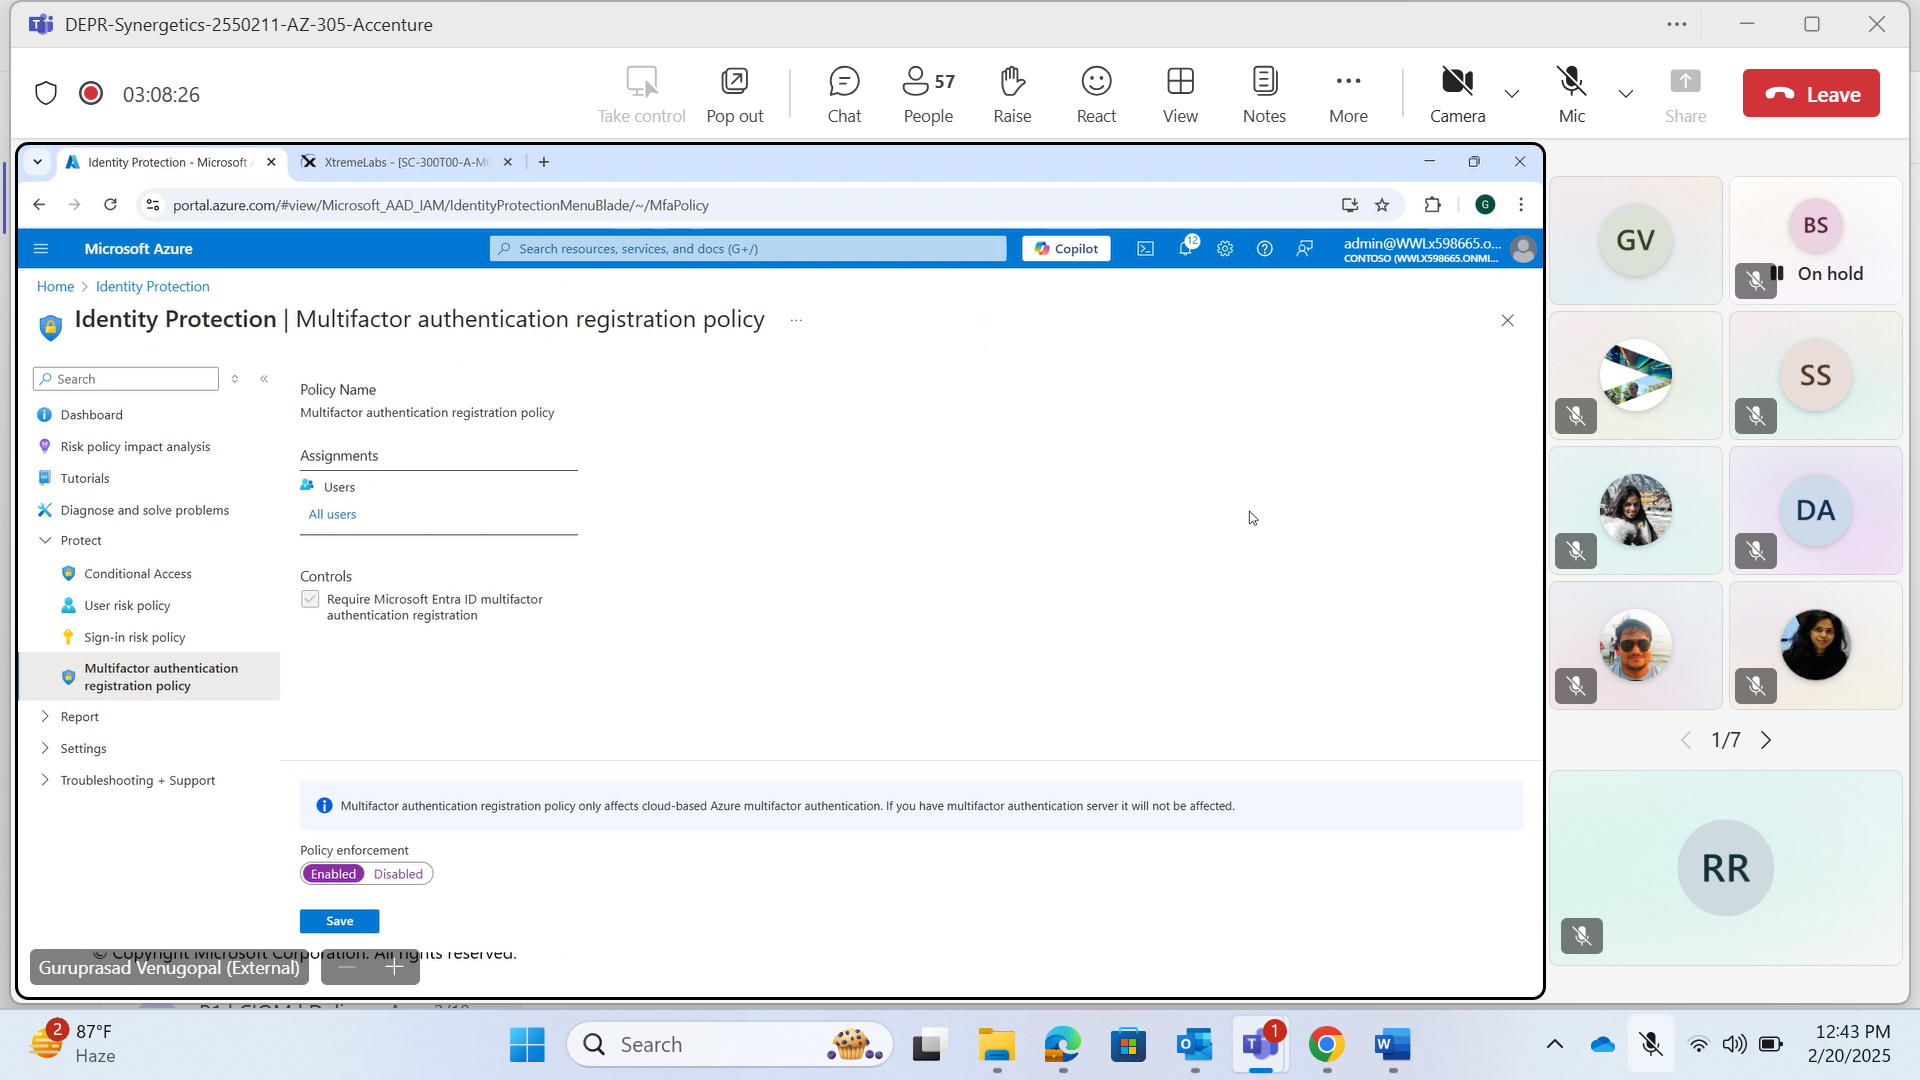 DEPR-Synergetics-2550211-AZ-305-Accenture
03:08:26
Take control
Pop out
Chat
57
People
Raise
React
View
Notes
More
Camera
Mic
Share
Leave
Identity Protection - Microsoft
XtremeLabs - [SC-300T00-A-M
portal.azure.com/#view/Microsoft_AAD_IAM/IdentityProtectionMenuBlade/~/MfaPolicy
G
Microsoft Azure
Search resources, services, and docs (G+/)
Copilot
12
admin@WWLx598665.o...
CONTOSO (WWLX598665.ONMI...
Home > Identity Protection
Identity Protection | Multifactor authentication registration policy ...
Search
Dashboard
Risk policy impact analysis
Tutorials
Diagnose and solve problems
Protect
Conditional Access
User risk policy
Sign-in risk policy
Multifactor authentication
registration policy
Report
Settings
Troubleshooting + Support
Policy Name
Multifactor authentication registration policy
Assignments
Users
All users
Controls
Require Microsoft Entra ID multifactor
authentication registration
Multifactor authentication registration policy only affects cloud-based Azure multifactor authentication. If you have multifactor authentication server it will not be affected.
Policy enforcement
Enabled Disabled
Save
© Copyright Microsoft Corporation. All rights reserved.
Guruprasad Venugopal (External)
GV
BS
On hold
SS
DA
1/7
RR
2
87°F
Haze
Search
1
12:43 PM
2/20/2025